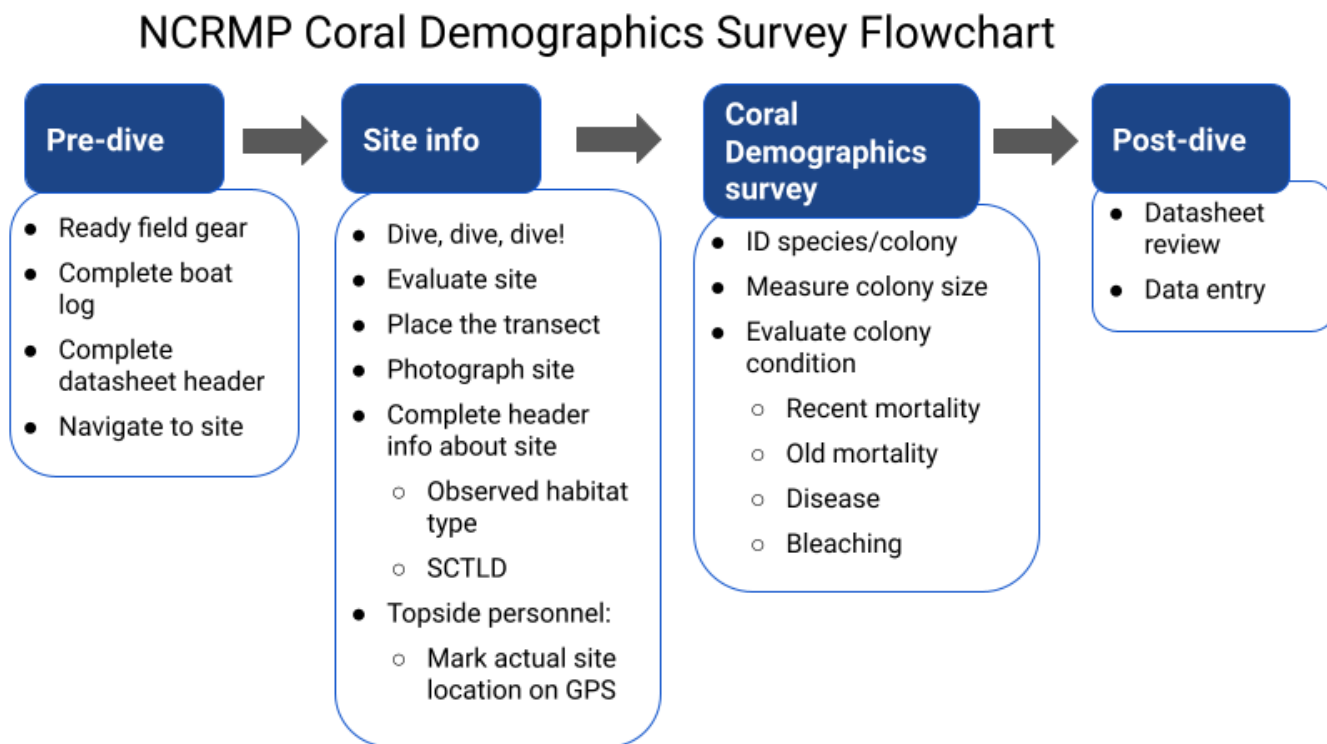 NCRMP Coral Demographics Survey Flowchart
Pre-dive
● Ready field gear
● Complete boat
log
● Complete
datasheet header
● Navigate to site
Site info
● Dive, dive, dive!
● Evaluate site
● Place the transect
● Photograph site
● Complete header
info about site
○ Observed habitat
type
○ SCTLD
● Topside personnel:
○ Mark actual site
location on GPS
Coral
Demographics
survey
● ID species/colony
● Measure colony size
● Evaluate colony
condition
○ Recent mortality
○ Old mortality
○ Disease
○ Bleaching
Post-dive
● Datasheet
review
● Data entry